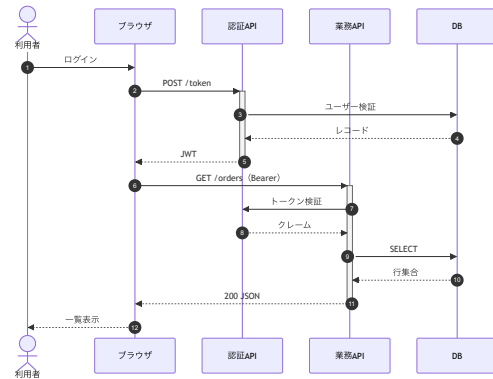 利用者
ブラウザ
認証API
業務API
DB
1
ログイン
2
POST /token
3
ユーザー検証
4
レコード
5
JWT
6
GET /orders（Bearer）
7
トークン検証
8
クレーム
9
SELECT
10
行集合
11
200 JSON
12
一覧表示
利用者
ブラウザ
認証API
業務API
DB